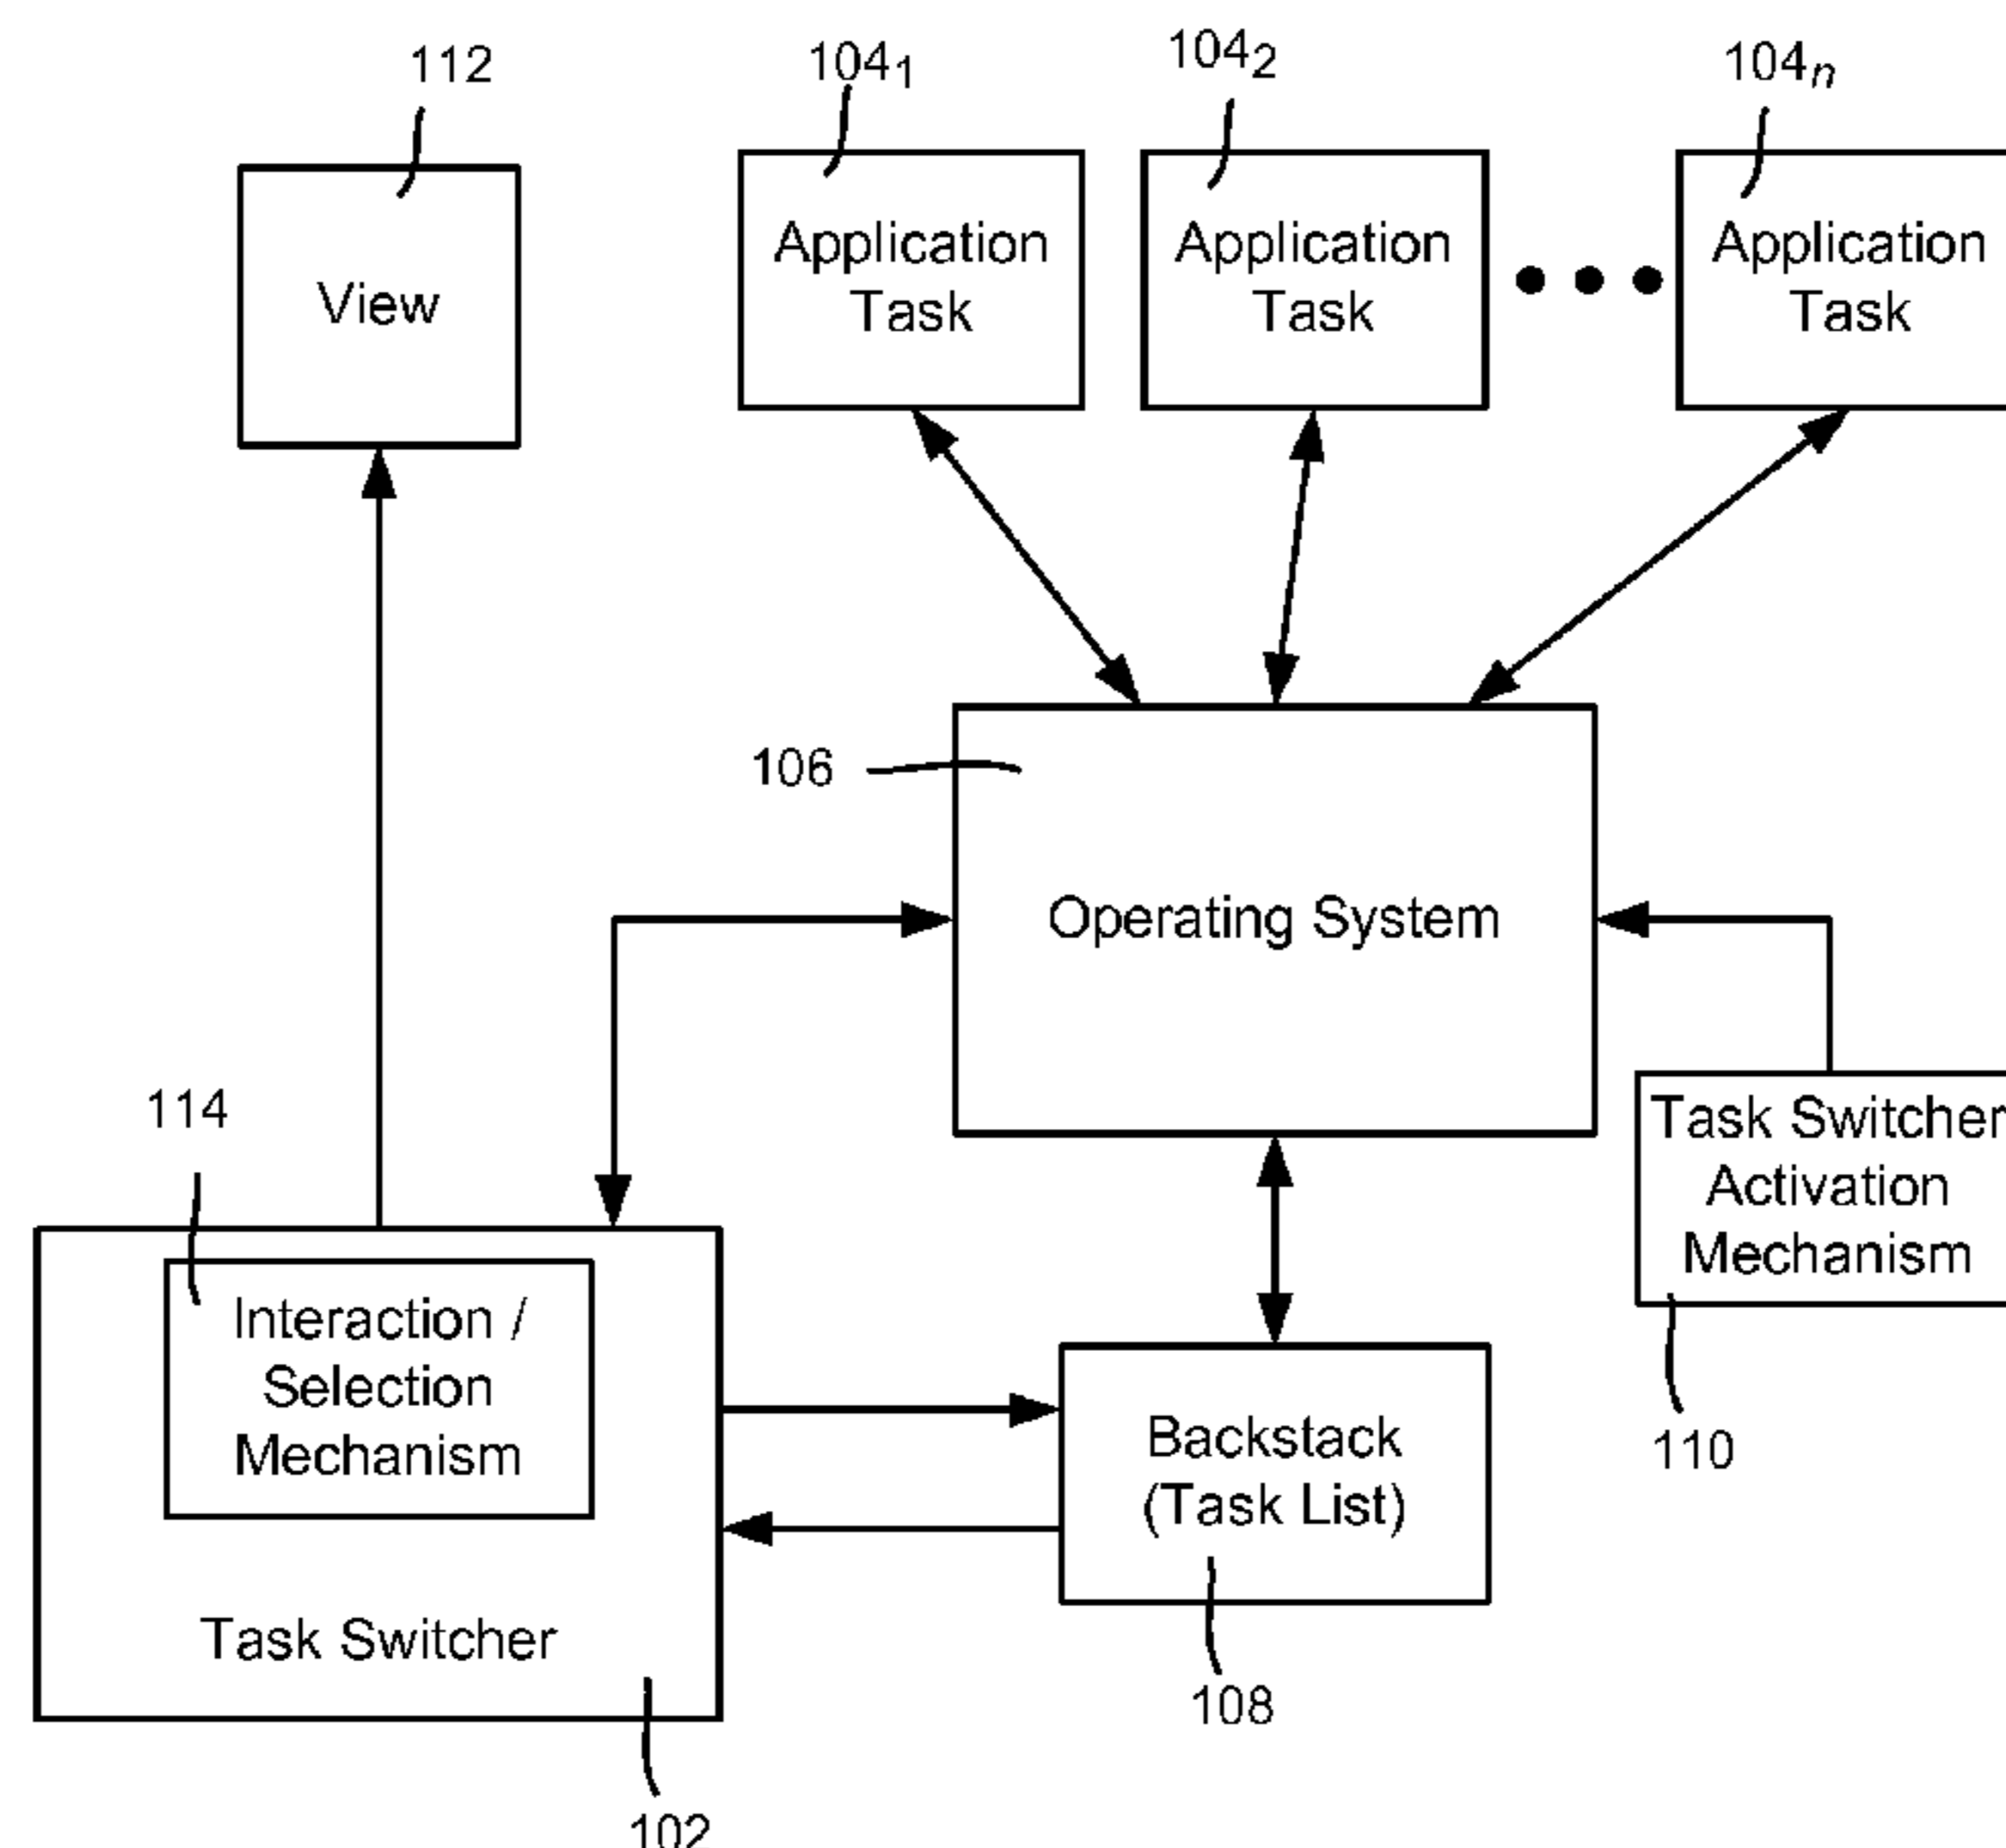 112
104₁
104₂
104ₙ
View
Application
Task
Application
Task
Application
Task
106
Operating System
114
Interaction /
Selection
Mechanism
Task Switcher
Task Switcher
Activation
Mechanism
Backstack
(Task List)
110
108
102